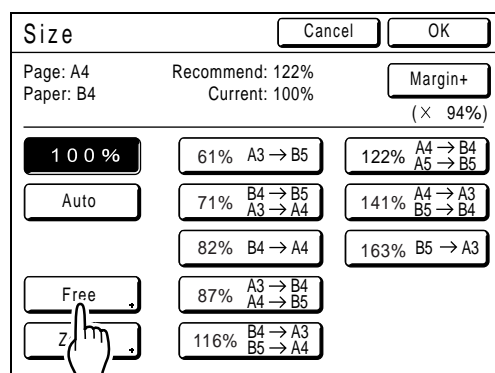 Size
Cancel
OK
Page: A4
Recommend: 122%
Margin+
Paper: B4
Current: 100%
(× 94%)
100%
61% A3 → B5
122% A4 → B4
A5 → B5
Auto
71% B4 → B5
A3 → A4
141% A4 → A3
B5 → B4
82% B4 → A4
163% B5 → A3
Free
87% A3 → B4
A4 → B5
116% B4 → A3
B5 → A4